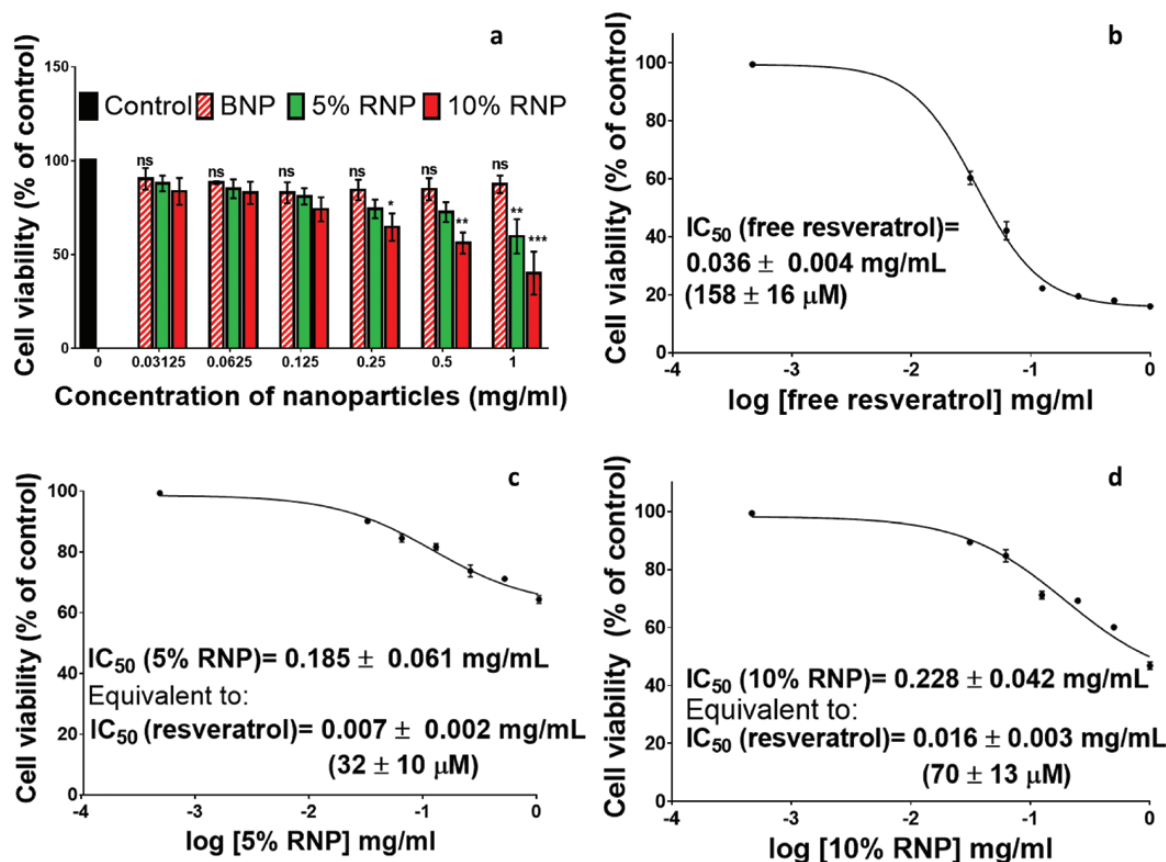 a
Cell viability (% of control)
150
100
50
0
Control BNP 5% RNP 10% RNP
ns ns ns ns ns ns
* ** ** ***
0 0.03125 0.0625 0.125 0.25 0.5 1
Concentration of nanoparticles (mg/ml)
b
Cell viability (% of control)
100
80
60
40
20
0
IC50 (free resveratrol)=
0.036 ± 0.004 mg/mL
(158 ± 16 μM)
-4 -3 -2 -1 0
log [free resveratrol] mg/ml
c
Cell viability (% of control)
100
80
60
40
20
0
IC50 (5% RNP)= 0.185 ± 0.061 mg/mL
Equivalent to:
IC50 (resveratrol)= 0.007 ± 0.002 mg/mL
(32 ± 10 μM)
-4 -3 -2 -1 0
log [5% RNP] mg/ml
d
Cell viability (% of control)
100
80
60
40
20
0
IC50 (10% RNP)= 0.228 ± 0.042 mg/mL
Equivalent to:
IC50 (resveratrol)= 0.016 ± 0.003 mg/mL
(70 ± 13 μM)
-4 -3 -2 -1 0
log [10% RNP] mg/ml